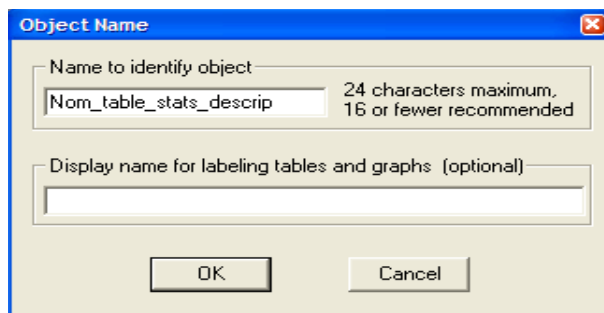 Object Name
Name to identify object
Nom_table_stats_descrip
24 characters maximum,
16 or fewer recommended
Display name for labeling tables and graphs (optional)
OK
Cancel